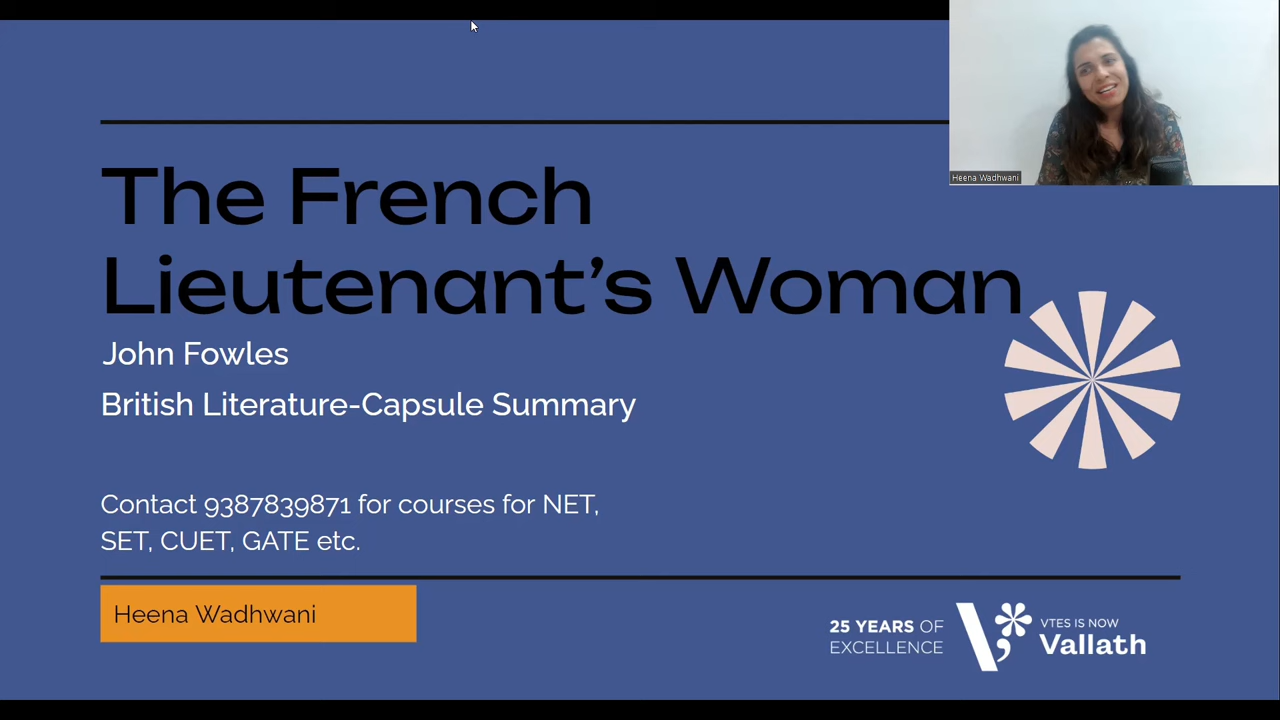 The French
Lieutenant's Woman
John Fowles
British Literature-Capsule Summary
Contact 9387839871 for courses for NET,
SET, CUET, GATE etc.
Heena Wadhwani
25 YEARS OF
EXCELLENCE
VTES IS NOW
Vallath
Heena Wadhwani